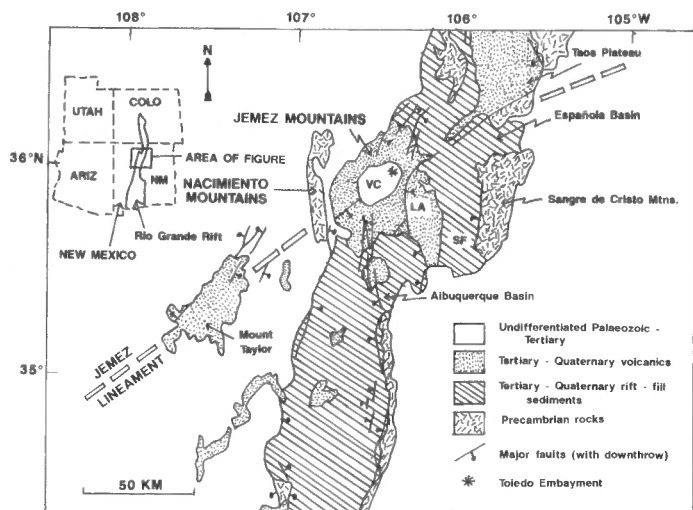 108°
107°
106°
105°W
N
Taos Plateau
UTAH
COLO
JEMEZ MOUNTAINS
Española Basin
36°N
AREA OF FIGURE
ARIZ
NM
NACIMIENTO
MOUNTAINS
VC
LA
SF
Sangre de Cristo Mtns.
Rio Grande Rift
NEW MEXICO
Albuquerque Basin
Mount
Taylor
35°
JEMEZ
LINEAMENT
50 KM
Undifferentiated Palaeozoic -
Tertiary
Tertiary - Quaternary volcanics
Tertiary - Quaternary rift - fill
sediments
Precambrian rocks
Major faults (with downthrow)
Toledo Embayment